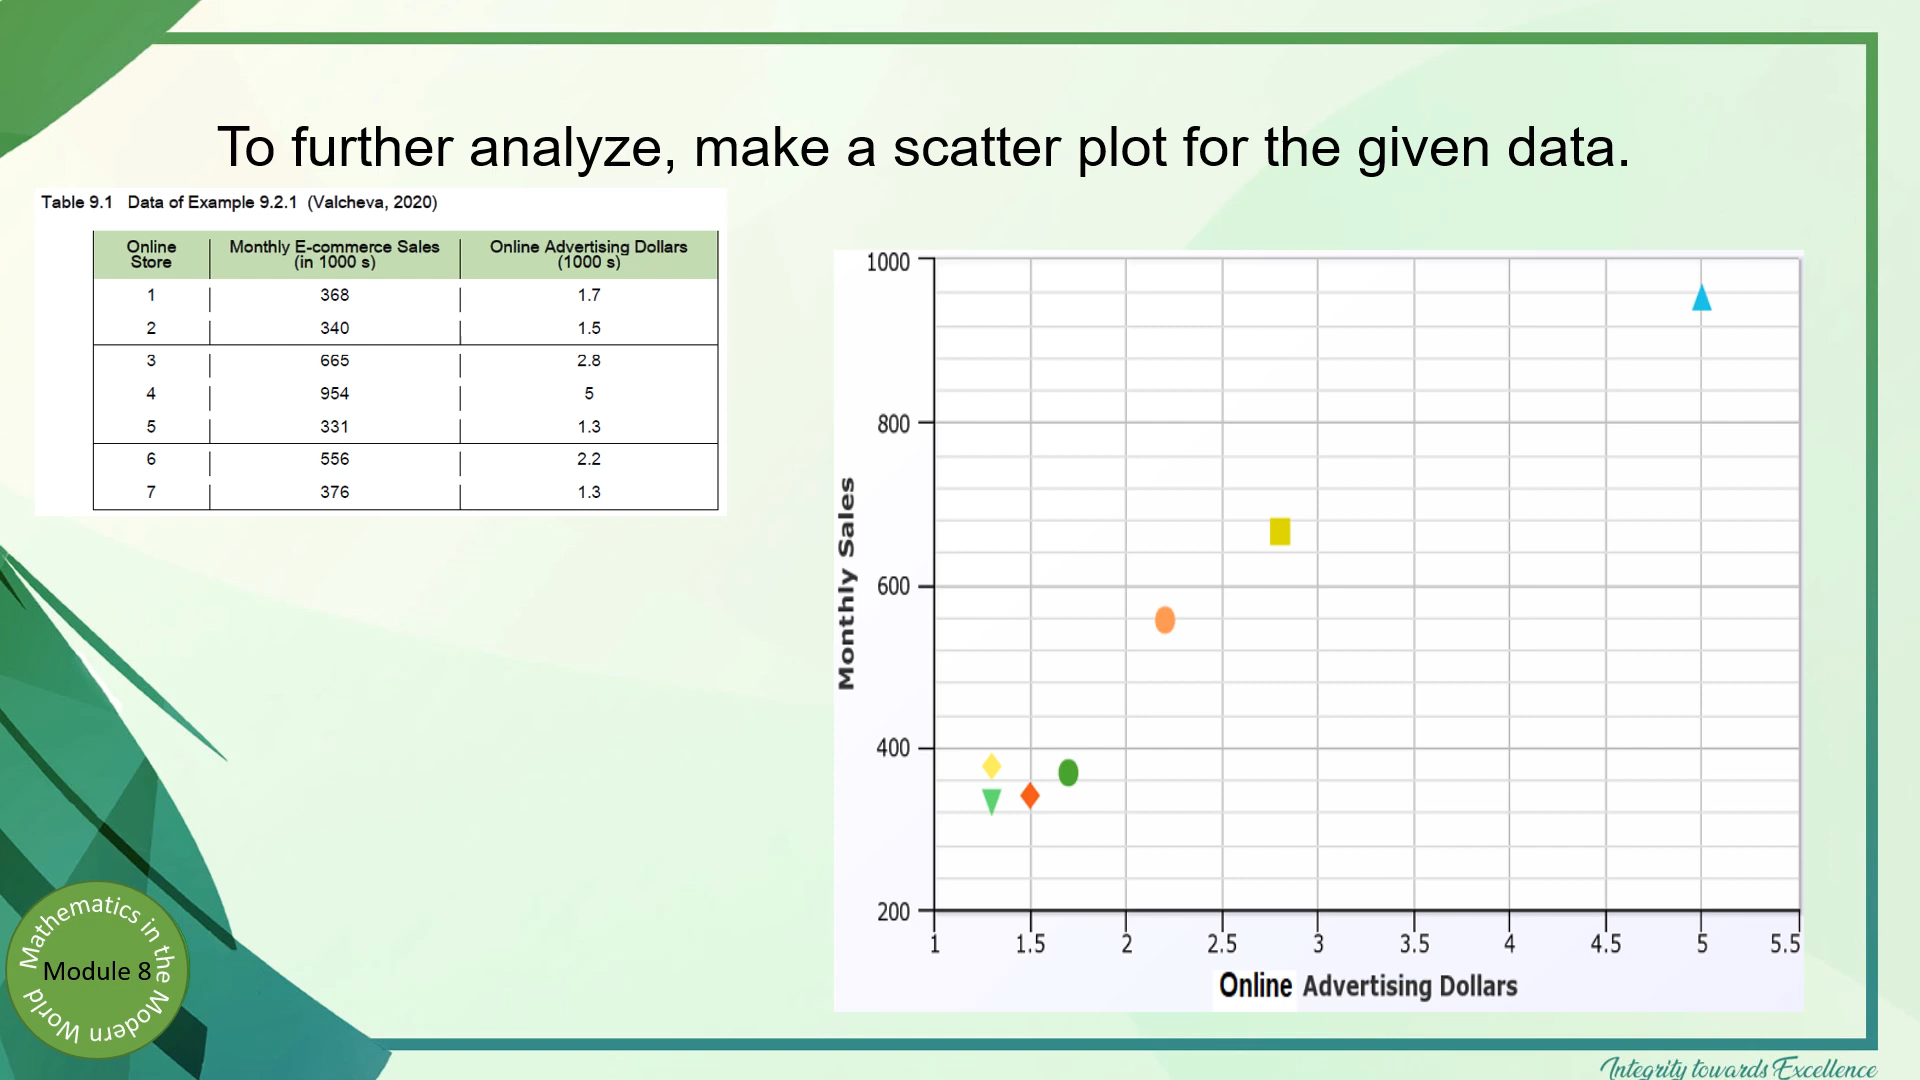 To further analyze, make a scatter plot for the given data.
Table 9.1 Data of Example 9.2.1 (Valcheva, 2020)
Online Store Monthly E-commerce Sales (in 1000 s) Online Advertising Dollars (1000 s)
1 368 1.7
2 340 1.5
3 665 2.8
4 954 5
5 331 1.3
6 556 2.2
7 376 1.3
Monthly Sales
1000
800
600
400
200
1 1.5 2 2.5 3 3.5 4 4.5 5 5.5
Online Advertising Dollars
Mathematics in the Modern World
Module 8
Integrity towards Excellence